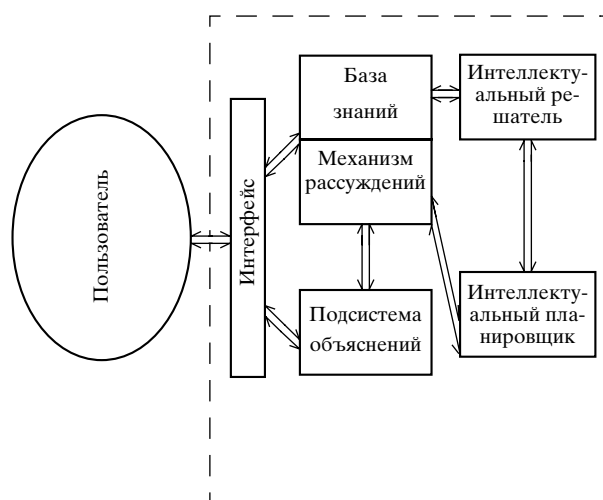 Пользователь
Интерфейс
База
знаний
Механизм
рассуждений
Подсистема
объяснений
Интеллекту-
альный ре-
шатель
Интеллекту-
альный пла-
нировщик